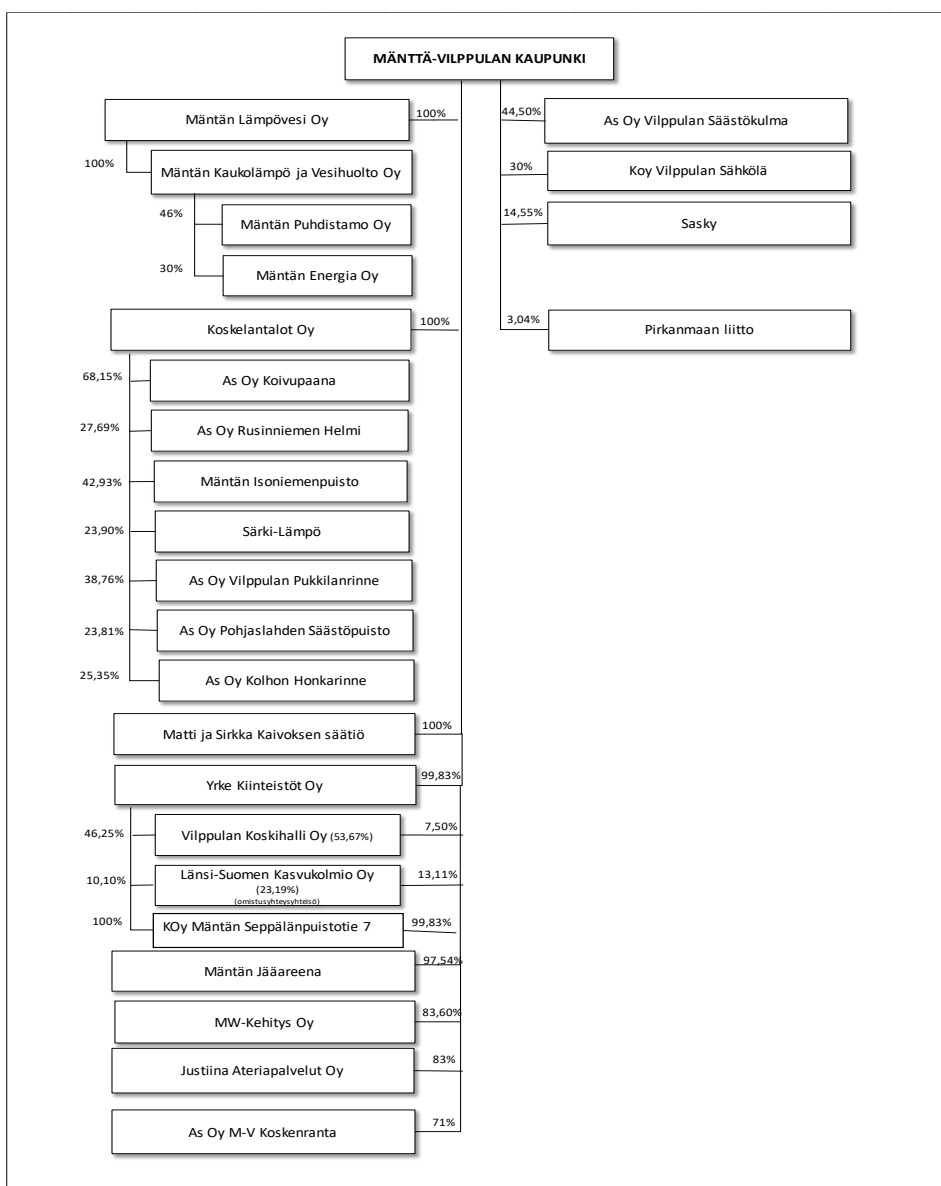 MÄNTTÄ-VILPPULAN KAUPUNKI
Mäntän Lämpövesi Oy
100%
100%
Mäntän Kaukolämpö ja Vesihuolto Oy
46%
Mäntän Puhdistamo Oy
30%
Mäntän Energia Oy
Koskelantalot Oy
100%
68,15%
As Oy Koivupaana
27,69%
As Oy Rusinniemen Helmi
42,93%
Mäntän Isoniemenpuisto
23,90%
Särki-Lämpö
38,76%
As Oy Vilppulan Pukkilanrinne
23,81%
As Oy Pohjaslahden Säästöpuisto
25,35%
As Oy Kolhon Honkarinne
Matti ja Sirkka Kaivoksen säätiö
100%
Yrke Kiinteistöt Oy
99,83%
46,25%
Vilppulan Koskihalli Oy (53,67%)
7,50%
10,10%
Länsi-Suomen Kasvukolmio Oy
(23,19%)
(omistusyhteysyhteisö)
13,11%
100%
KOy Mäntän Seppälänpuistotie 7
99,83%
Mäntän Jääareena
97,54%
MW-Kehitys Oy
83,60%
Justiina Ateriapalvelut Oy
83%
As Oy M-V Koskenranta
71%
44,50%
As Oy Vilppulan Säästökulma
30%
Koy Vilppulan Sähkölä
14,55%
Sasky
3,04%
Pirkanmaan liitto